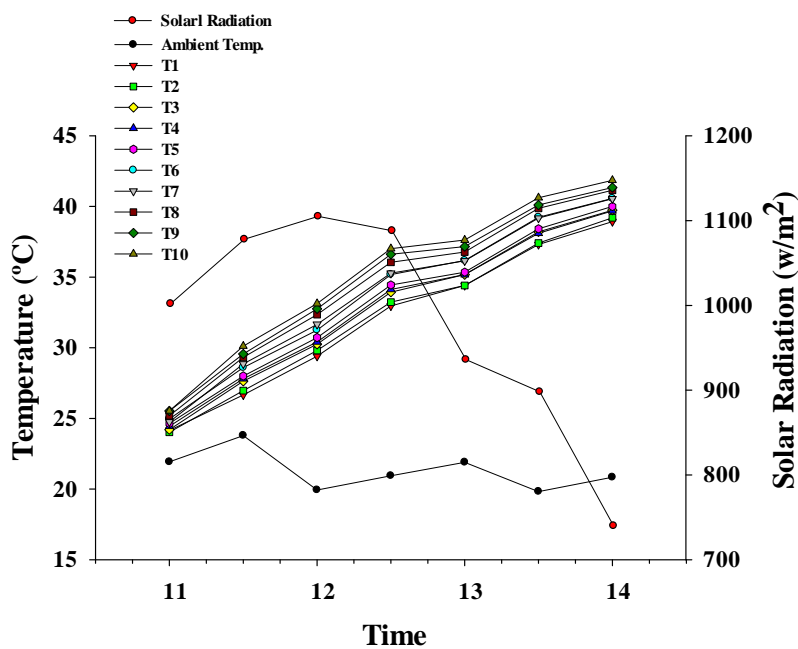 Solarl Radiation
Ambient Temp.
T1
T2
T3
T4
T5
T6
T7
T8
T9
T10
Temperature (ºC)
45
40
35
30
25
20
15
1200
1100
1000
900
800
700
Solar Radiation (w/m²)
11 12 13 14
Time